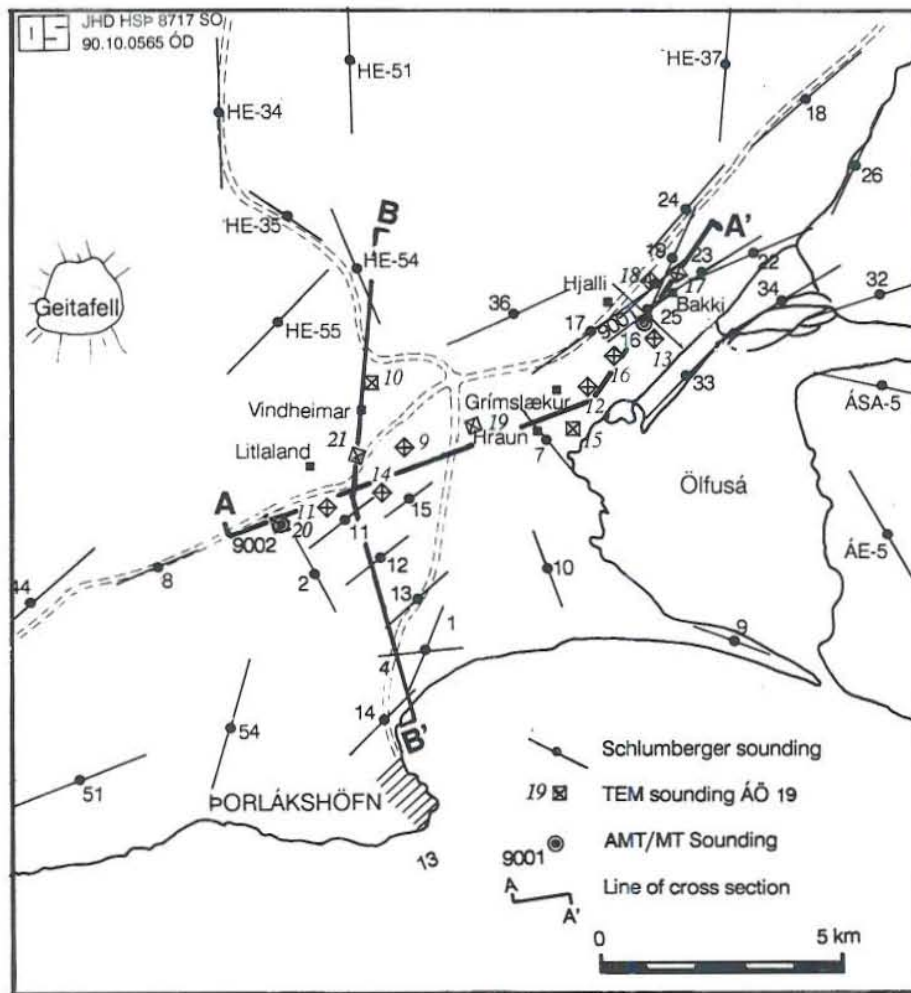 JHD HSÞ 8717 SO
90.10.0565 ÓD
HE-51
HE-37
HE-34
18
26
24
HE-35
B
A'
HE-54
19
23
22
18
Hjalli
17
34
32
Geitafell
36
Bakki
HE-55
9001
25
17
16
13
10
16
33
ÁSA-5
Grímslækur
12
Vindheimar
19
Hraun
15
21
9
7
Litlaland
14
Ölfusá
A
11
15
20
11
9002
12
10
ÁE-5
8
2
44
13
1
9
4
14
B'
54
51
ÞORLÁKSHÖFN
13
Schlumberger sounding
19 TEM sounding ÁÖ 19
AMT/MT Sounding
9001
A
Line of cross section
A'
0 5 km